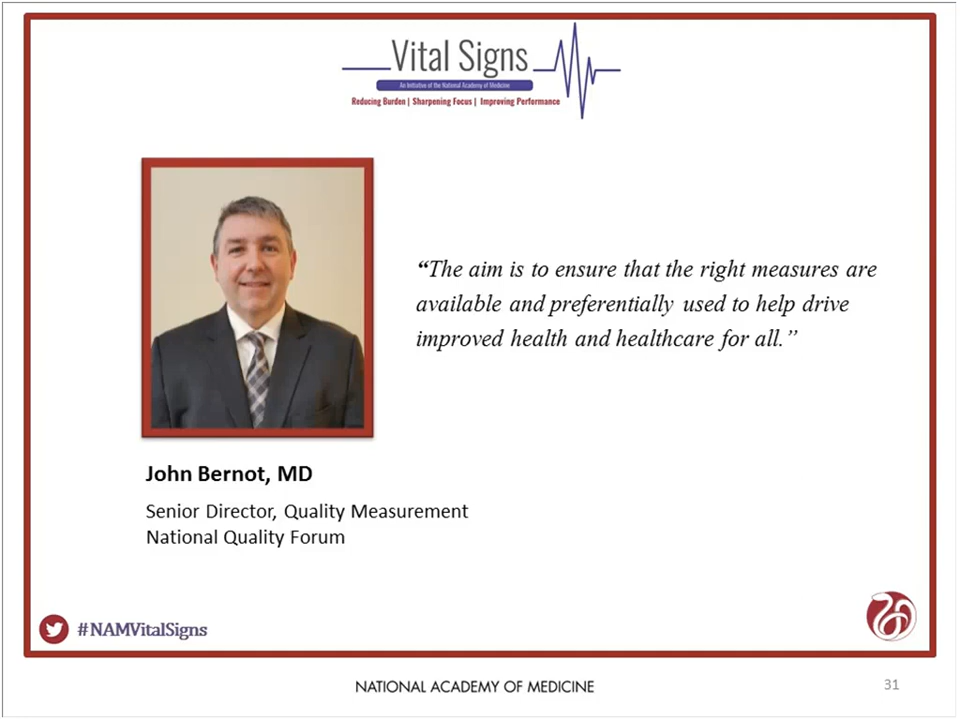 Vital Signs
An Initiative of the National Academy of Medicine
Reducing Burden | Sharpening Focus | Improving Performance
“The aim is to ensure that the right measures are
available and preferentially used to help drive
improved health and healthcare for all.”
John Bernot, MD
Senior Director, Quality Measurement
National Quality Forum
#NAMVitalSigns
NATIONAL ACADEMY OF MEDICINE
31